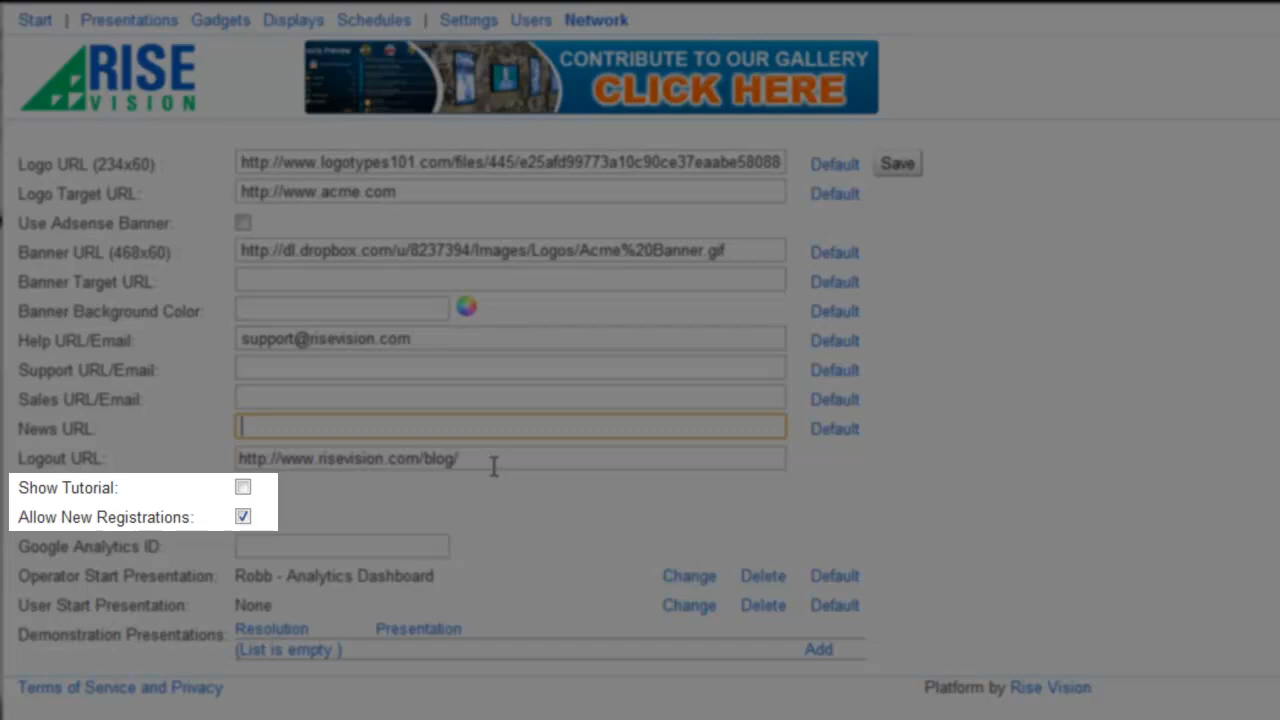 Start | Presentations Gadgets Displays Schedules | Settings Users Network
RISE VISION
CONTRIBUTE TO OUR GALLERY
CLICK HERE
Logo URL (234x60) : http://www.logotypes101.com/files/445/e25afd99773a10c90ce37eaabe58088 Default Save
Logo Target URL: http://www.acme.com Default
Use Adsense Banner:
Banner URL (468x60) : http://dl.dropbox.com/u/8237394/Images/Logos/Acme%20Banner.gif Default
Banner Target URL: Default
Banner Background Color: Default
Help URL/Email: support@risevision.com Default
Support URL/Email: Default
Sales URL/Email: Default
News URL: Default
Logout URL: http://www.risevision.com/blog/
Show Tutorial:
Allow New Registrations:
Google Analytics ID:
Operator Start Presentation: Robb - Analytics Dashboard Change Delete Default
User Start Presentation: None Change Delete Default
Demonstration Presentations: Resolution Presentation
(List is empty ) Add
Terms of Service and Privacy Platform by Rise Vision